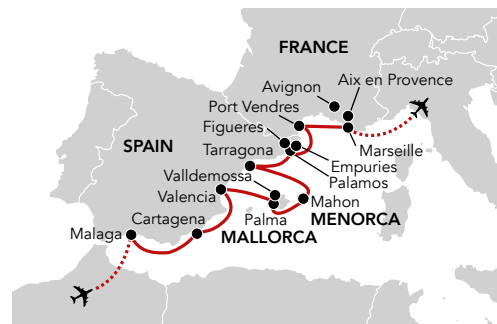 FRANCE
Avignon
Aix en Provence
Port Vendres
Figueres
SPAIN
Tarragona
Marseille
Empuries
Palamos
Valldemossa
Valencia
Mahon
Cartagena
Palma
MENORCA
Malaga
MALLORCA